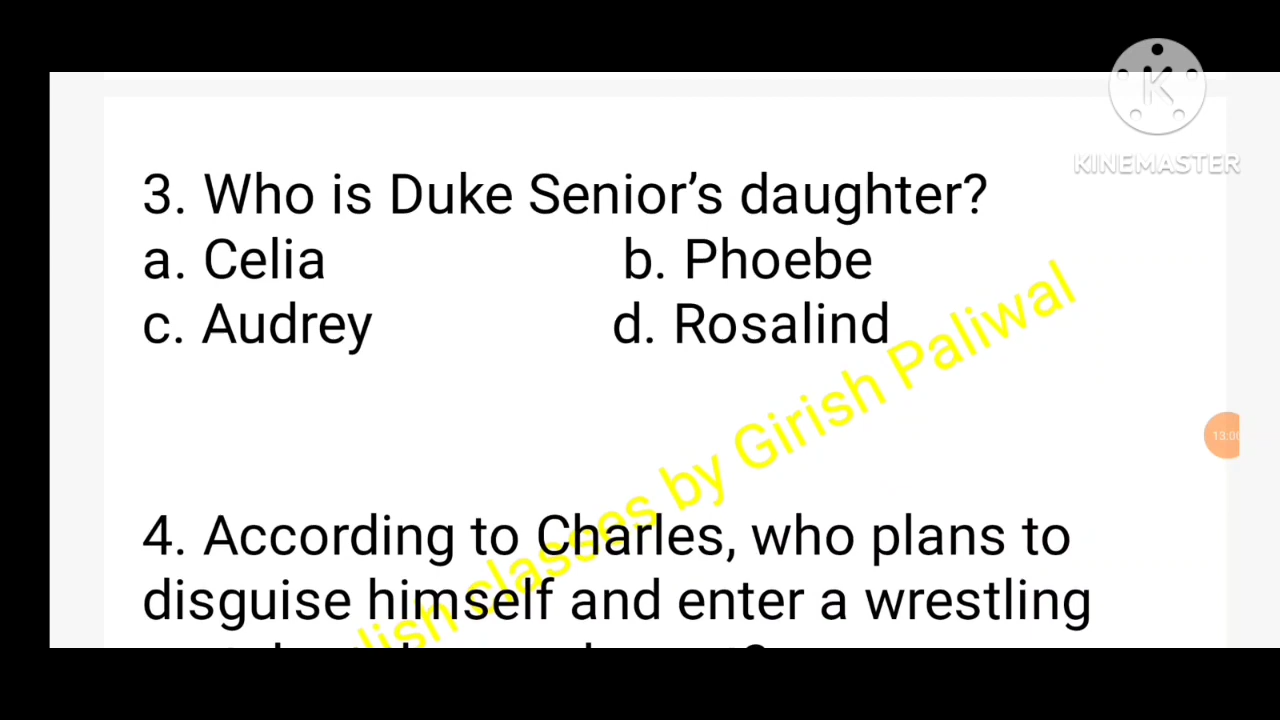 KINEMASTER
3. Who is Duke Senior's daughter?
a. Celia b. Phoebe
c. Audrey d. Rosalind
classes by Girish Paliwal
4. According to Charles, who plans to
disguise himself and enter a wrestling